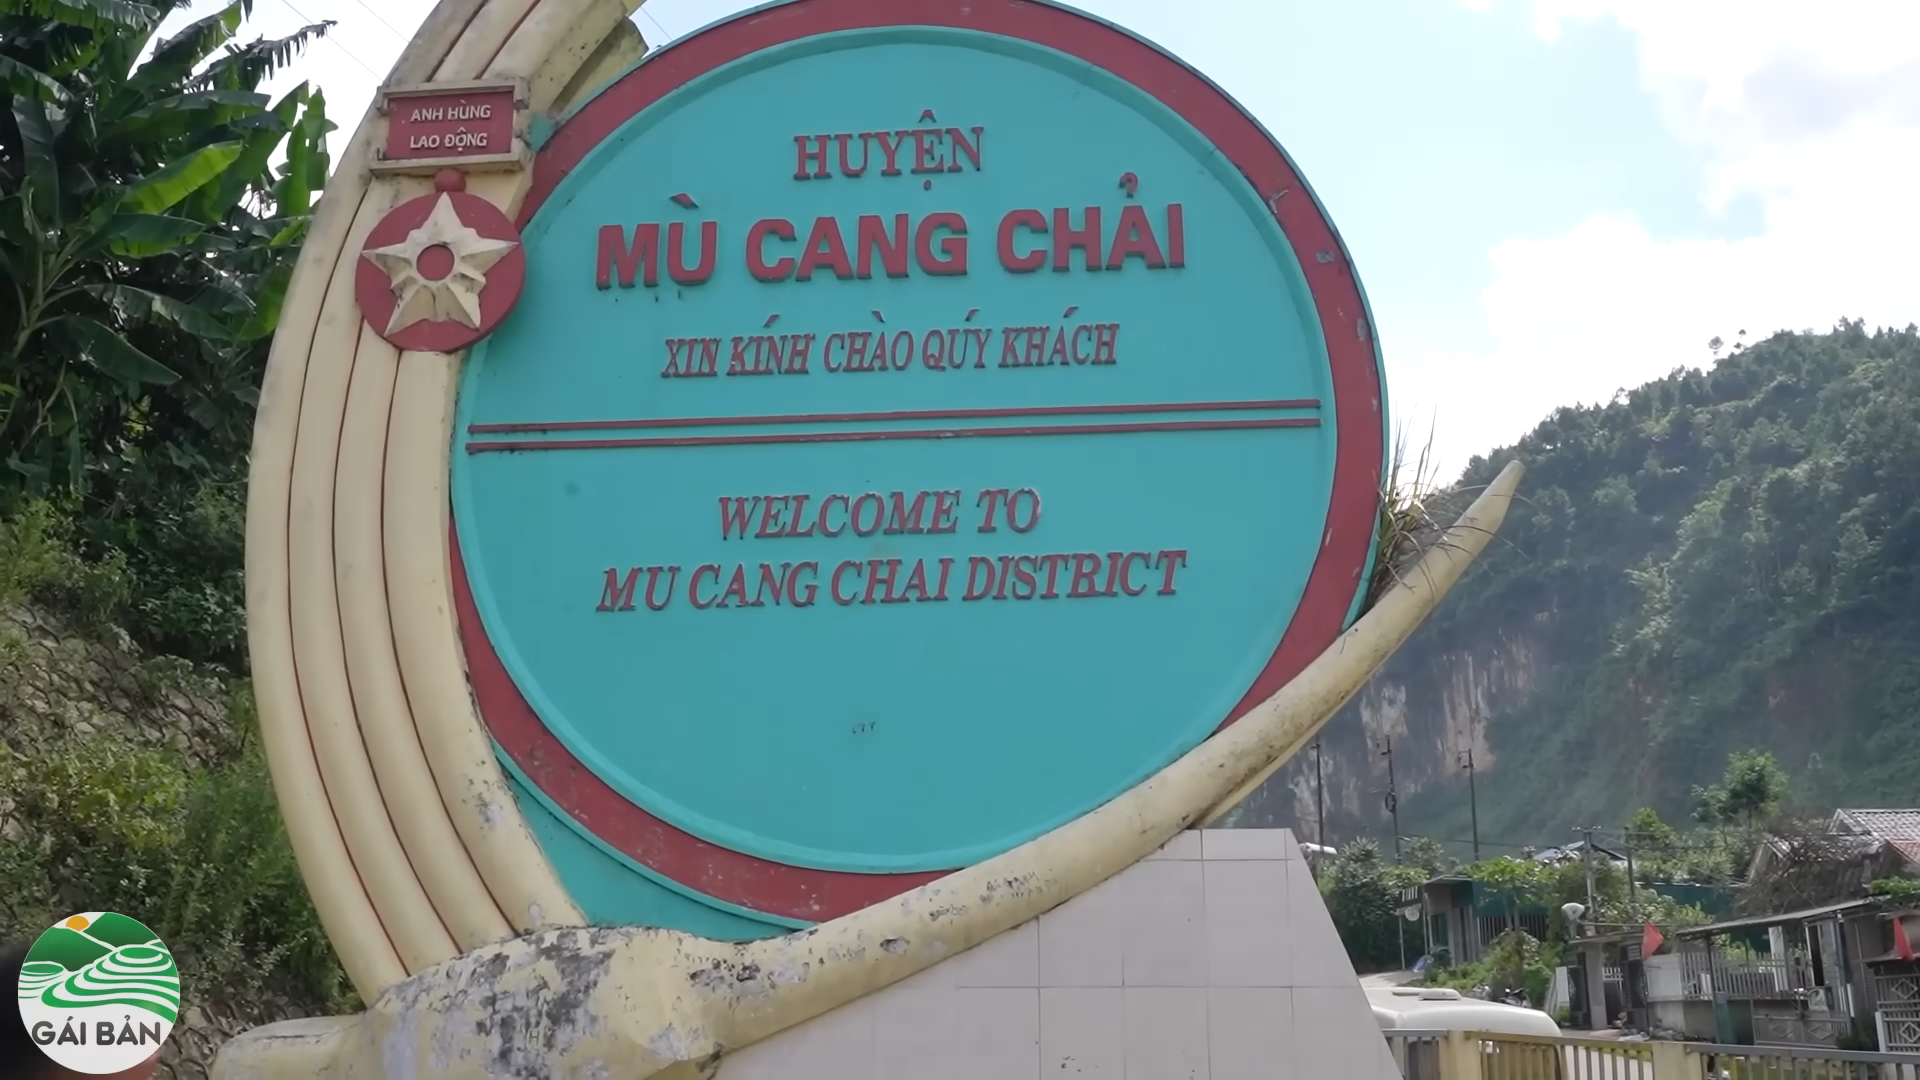 ANH HÙNG
LAO ĐỘNG
HUYỆN
MÙ CANG CHẢI
XIN KÍNH CHÀO QUÝ KHÁCH
WELCOME TO
MU CANG CHAI DISTRICT
GÁI BẢN